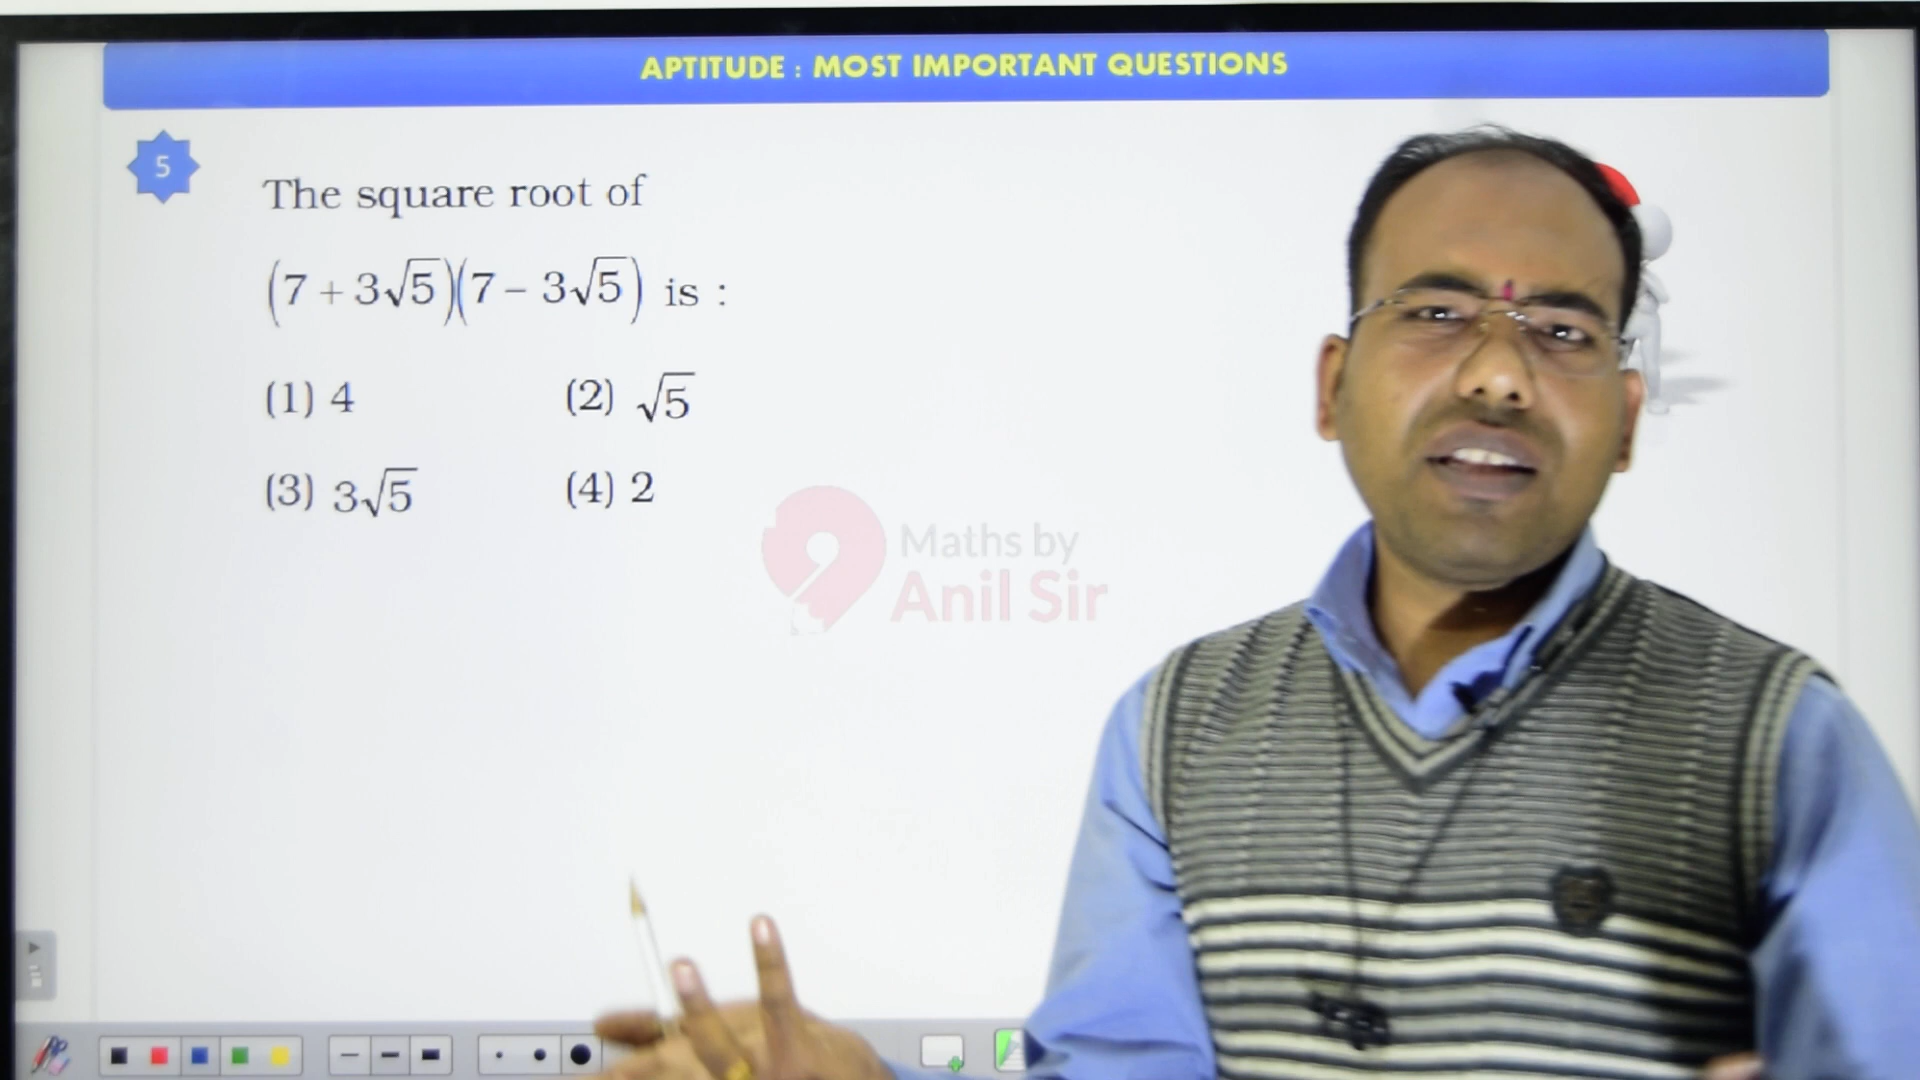 APTITUDE : MOST IMPORTANT QUESTIONS
5
The square root of
(7 + 3√5)(7 − 3√5) is :
(1) 4 (2) √5
(3) 3√5 (4) 2
Maths by
Anil Sir